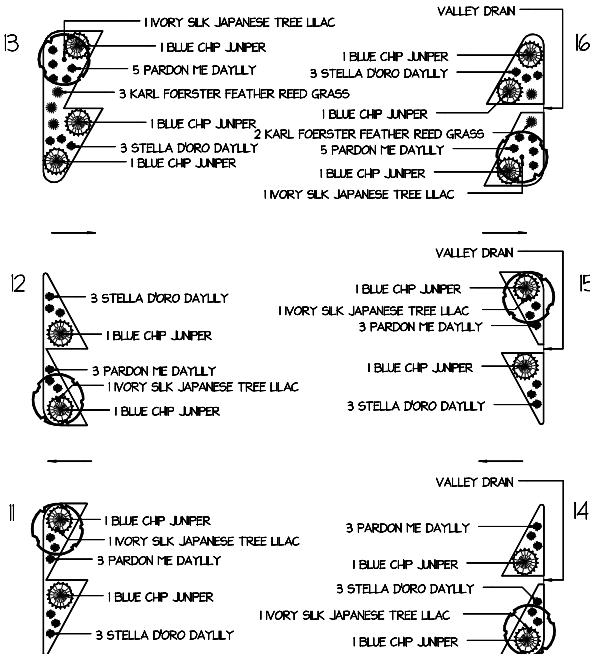 13
1 IVORY SILK JAPANESE TREE LILAC
1 BLUE CHIP JUNIPER
5 PARDON ME DAYLILY
3 KARL FOERSTER FEATHER REED GRASS
1 BLUE CHIP JUNIPER
3 STELLA D'ORO DAYLILY
1 BLUE CHIP JUNIPER
VALLEY DRAIN
16
1 BLUE CHIP JUNIPER
3 STELLA D'ORO DAYLILY
1 BLUE CHIP JUNIPER
2 KARL FOERSTER FEATHER REED GRASS
5 PARDON ME DAYLILY
1 BLUE CHIP JUNIPER
1 IVORY SILK JAPANESE TREE LILAC
12
3 STELLA D'ORO DAYLILY
1 BLUE CHIP JUNIPER
3 PARDON ME DAYLILY
1 IVORY SILK JAPANESE TREE LILAC
1 BLUE CHIP JUNIPER
VALLEY DRAIN
15
1 BLUE CHIP JUNIPER
1 IVORY SILK JAPANESE TREE LILAC
3 PARDON ME DAYLILY
1 BLUE CHIP JUNIPER
3 STELLA D'ORO DAYLILY
11
1 BLUE CHIP JUNIPER
1 IVORY SILK JAPANESE TREE LILAC
3 PARDON ME DAYLILY
1 BLUE CHIP JUNIPER
3 STELLA D'ORO DAYLILY
VALLEY DRAIN
14
3 PARDON ME DAYLILY
1 BLUE CHIP JUNIPER
3 STELLA D'ORO DAYLILY
1 IVORY SILK JAPANESE TREE LILAC
1 BLUE CHIP JUNIPER